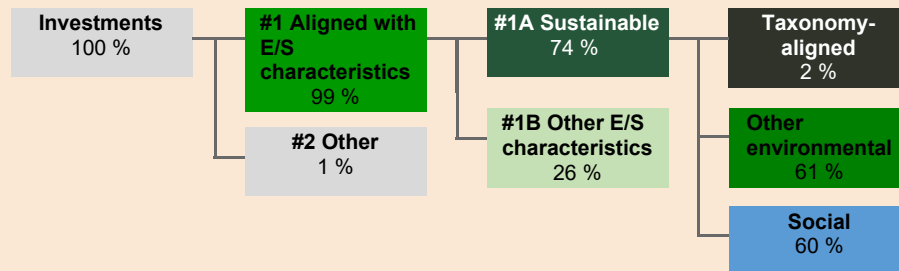 Investments
100 %
#1 Aligned with
E/S
characteristics
99 %
#2 Other
1 %
#1A Sustainable
74 %
#1B Other E/S
characteristics
26 %
Taxonomy-
aligned
2 %
Other
environmental
61 %
Social
60 %